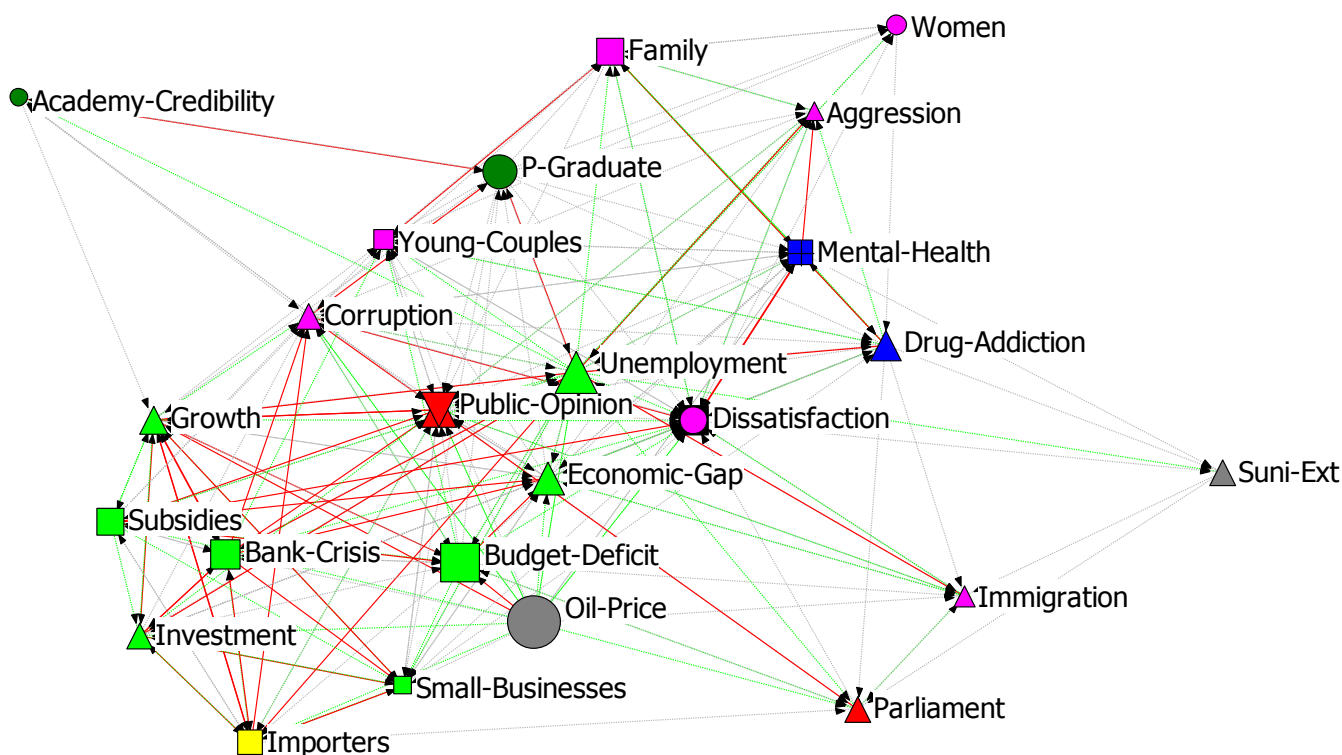 Women
Family
Academy-Credibility
Aggression
P-Graduate
Young-Couples
Mental-Health
Corruption
Drug-Addiction
Unemployment
Public-Opinion
Growth
Dissatisfaction
Economic-Gap
Suni-Ext
Subsidies
Bank-Crisis
Budget-Deficit
Oil-Price
Immigration
Investment
Small-Businesses
Parliament
Importers